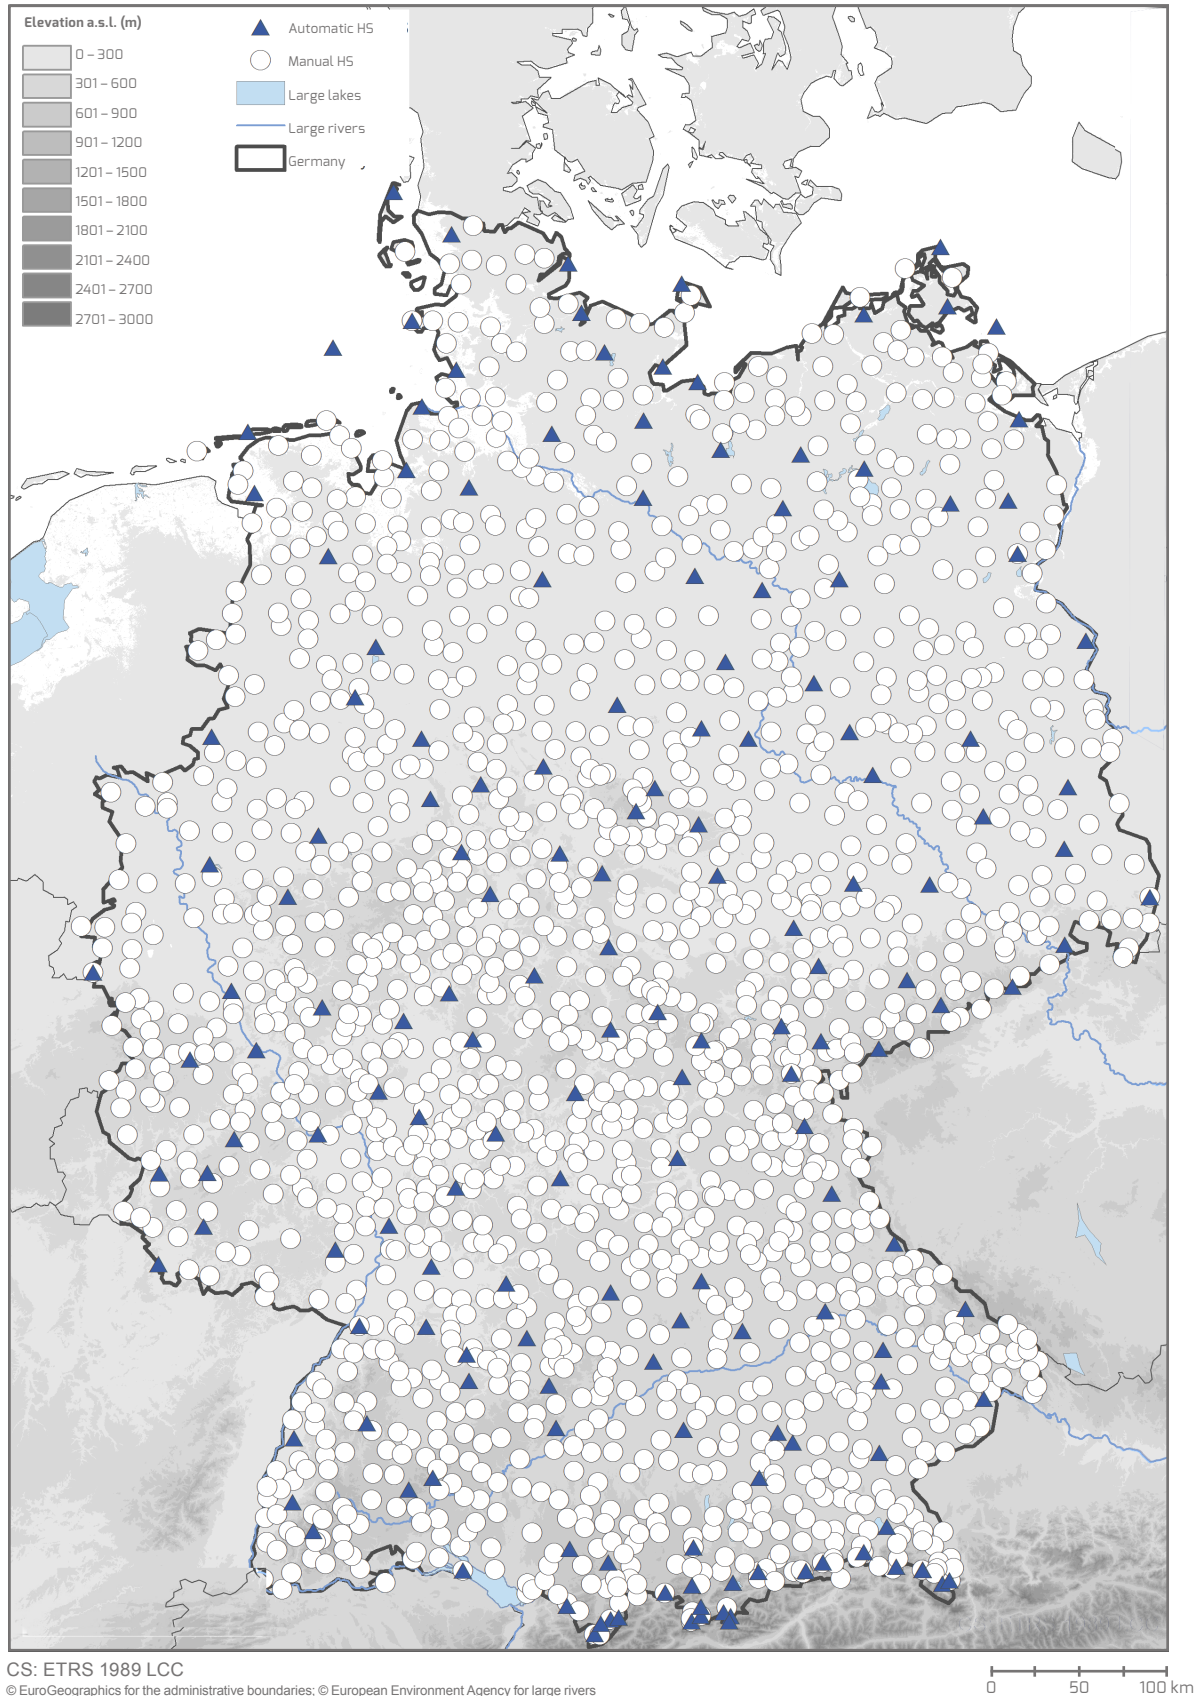 Elevation a.s.l. (m)
0 – 300
301 – 600
601 – 900
901 – 1200
1201 – 1500
1501 – 1800
1801 – 2100
2101 – 2400
2401 – 2700
2701 – 3000
Automatic HS
Manual HS
Large lakes
Large rivers
Germany
CS: ETRS 1989 LCC
© EuroGeographics for the administrative boundaries; © European Environment Agency for large rivers
0 50 100 km